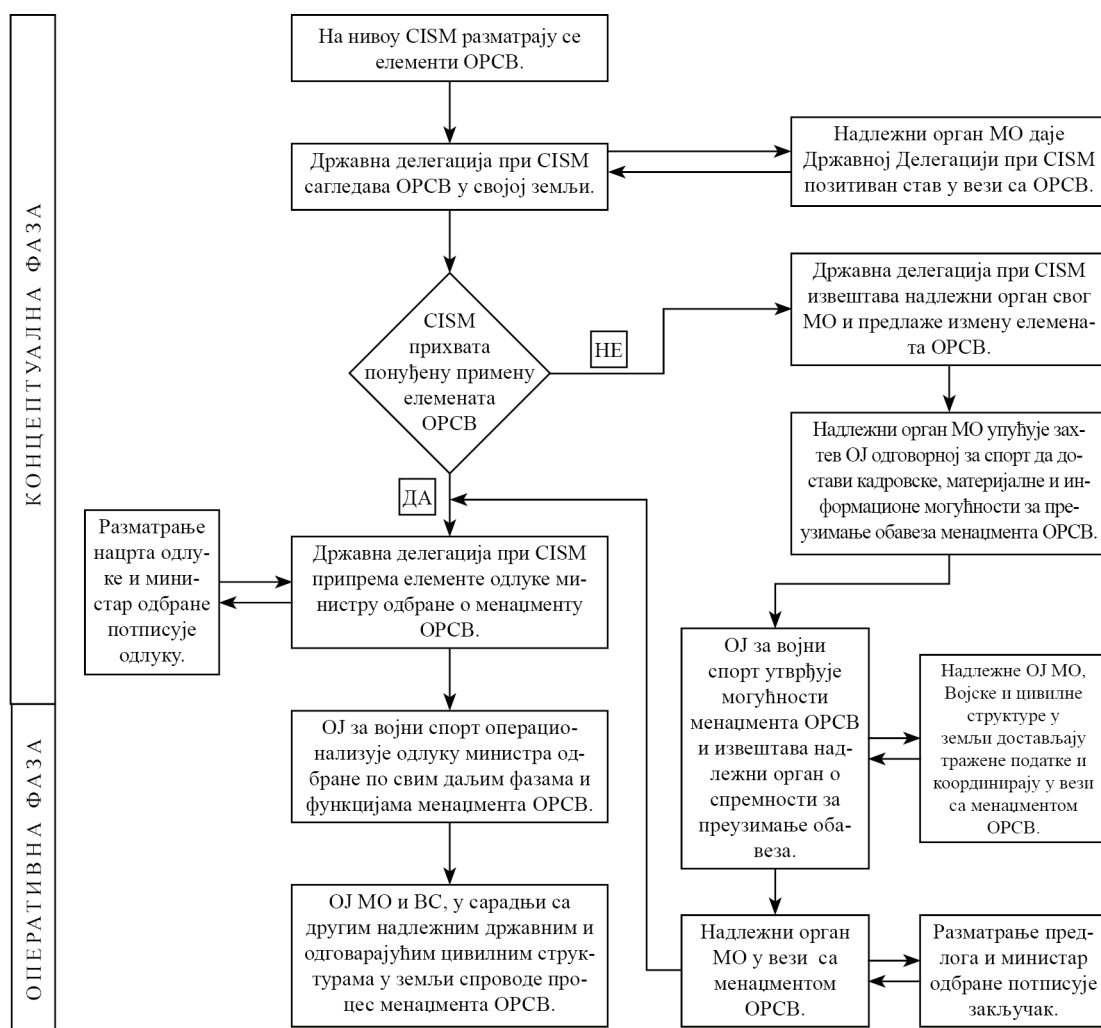 КОНЦЕПТУАЛНА ФАЗА
ОПЕРАТИВНА ФАЗА
На нивоу CISM разматрају се
елементи ОРСВ.
Државна делегација при CISM
сагледава ОРСВ у својој земљи.
Надлежни орган МО даје
Државној Делегацији при CISM
позитиван став у вези са ОРСВ.
CISM
прихвата
понуђену примену
елемената
ОРСВ
НЕ
Државна делегација при CISM
извештава надлежни орган свог
МО и предлаже измену елемена-
та ОРСВ.
Надлежни орган МО упућује зах-
тев ОЈ одговорној за спорт да до-
стави кадровске, материјалне и ин-
формационе могућности за пре-
узимање обавеза менаџмента ОРСВ.
ДА
Разматрање
нацрта одлу-
ке и мини-
стар одбране
потписује
одлуку.
Државна делегација при CISM
припрема елементе одлуке ми-
нистру одбране о менаџменту
ОРСВ.
ОЈ за војни
спорт утврђује
могућности
менаџмента ОРСВ
и извештава над-
лежни орган о
спремности за
преузимање оба-
веза.
Надлежне ОЈ МО,
Војске и цивилне
структуре у
земљи достављају
тражене податке и
координирају у вези
са менаџментом
ОРСВ.
ОЈ за војни спорт операцио-
нализује одлуку министра од-
бране по свим даљим фазама и
функцијама менаџмента ОРСВ.
ОЈ МО и ВС, у сарадњи са
другим надлежним државним и
одговарајућим цивилним струк-
турама у земљи спроводе про-
цес менаџмента ОРСВ.
Надлежни орган
МО у вези са
менаџментом
ОРСВ.
Разматрање пред-
лога и министар
одбране потписује
закључак.